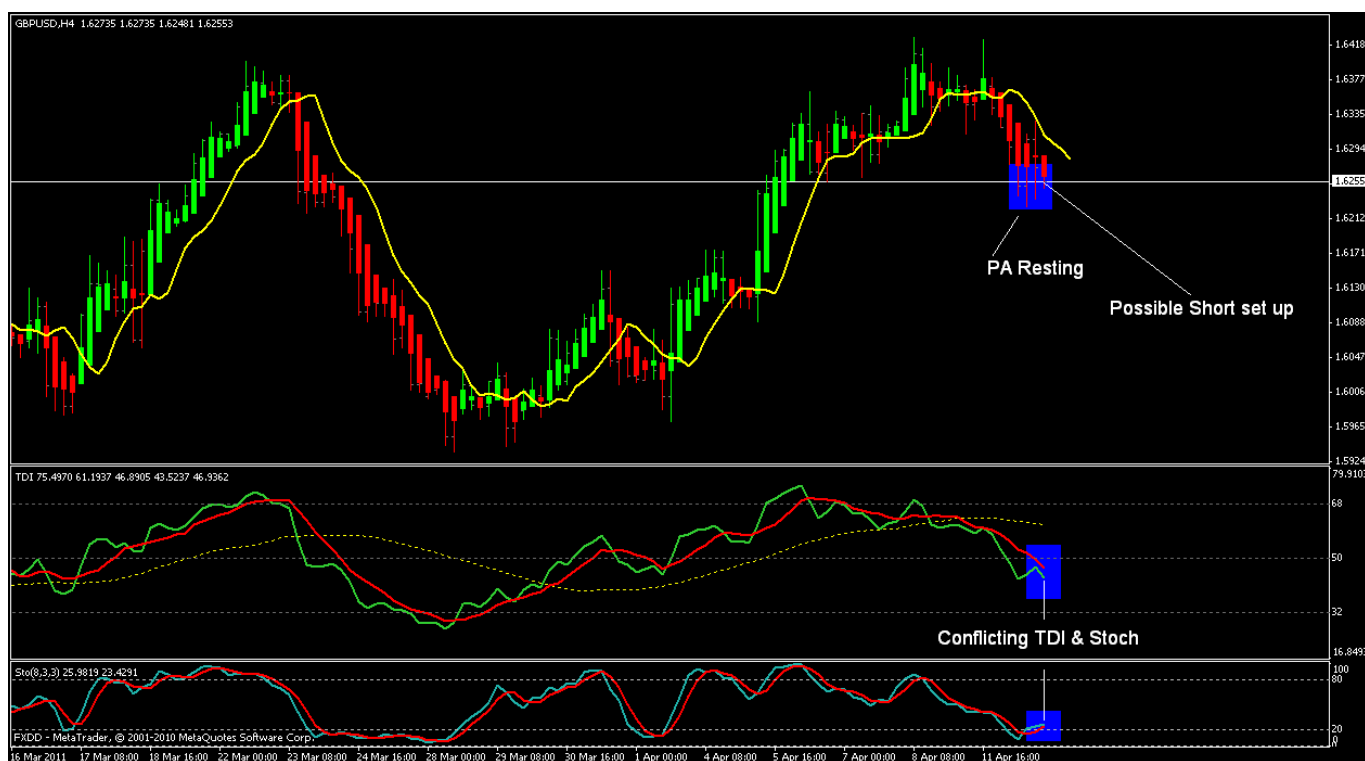 GBPUSD,H4 1.62735 1.62735 1.62481 1.62553
1.6418
1.6377
1.6335
1.6294
1.6255
1.6212
1.6171
1.6130
1.6088
1.6047
1.6006
1.5965
1.5924
PA Resting
Possible Short set up
TDI 75.4970 61.1937 46.8905 43.5237 46.9362
79.9103
68
50
32
16.8493
Conflicting TDI & Stoch
Sto(8,3,3) 25.9819 23.4291
100
80
20
0
FXDD - MetaTrader, © 2001-2010 MetaQuotes Software Corp.
16 Mar 2011 17 Mar 08:00 18 Mar 16:00 22 Mar 00:00 23 Mar 08:00 24 Mar 16:00 28 Mar 00:00 29 Mar 08:00 30 Mar 16:00 1 Apr 00:00 4 Apr 08:00 5 Apr 16:00 7 Apr 00:00 8 Apr 08:00 11 Apr 16:00